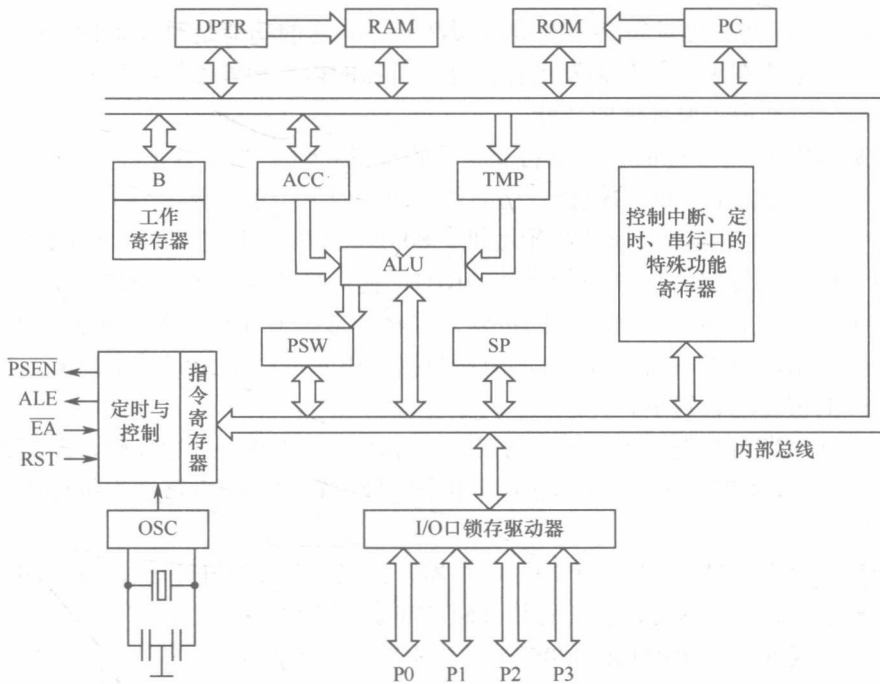 DPTR
RAM
ROM
PC
B
工作
寄存器
ACC
TMP
ALU
控制中断、定
时、串行口的
特殊功能
寄存器
PSW
SP
PSEN
ALE
EA
RST
定时与
控制
指令寄存器
内部总线
OSC
I/O口锁存驱动器
P0
P1
P2
P3